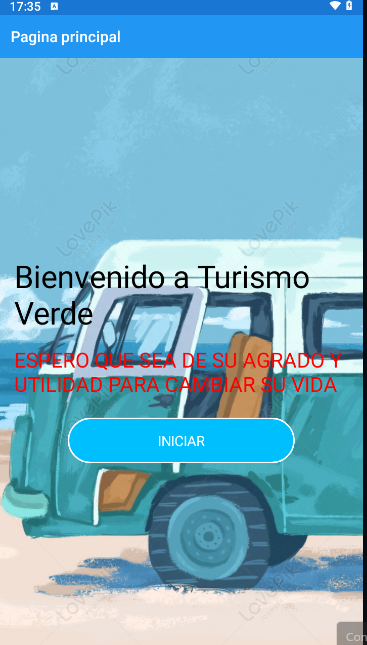 17:35
Pagina principal
LovePik
LovePik
LovePik
LovePik
Bienvenido a Turismo
Verde
ESPERO QUE SEA DE SU AGRADO Y
UTILIDAD PARA CAMBIAR SU VIDA
INICIAR
LovePik
LovePik
Con